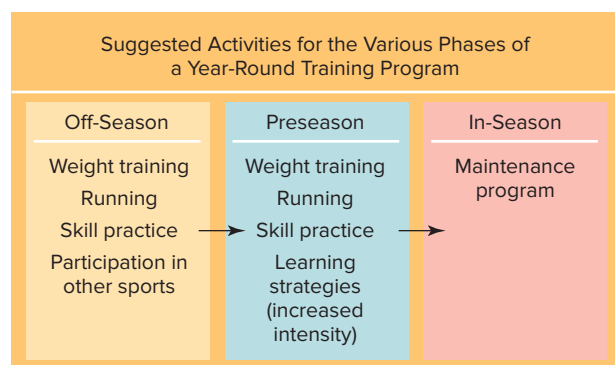 Suggested Activities for the Various Phases of
a Year-Round Training Program
Off-Season
Weight training
Running
Skill practice
Participation in
other sports
Preseason
Weight training
Running
Skill practice
Learning
strategies
(increased
intensity)
In-Season
Maintenance
program